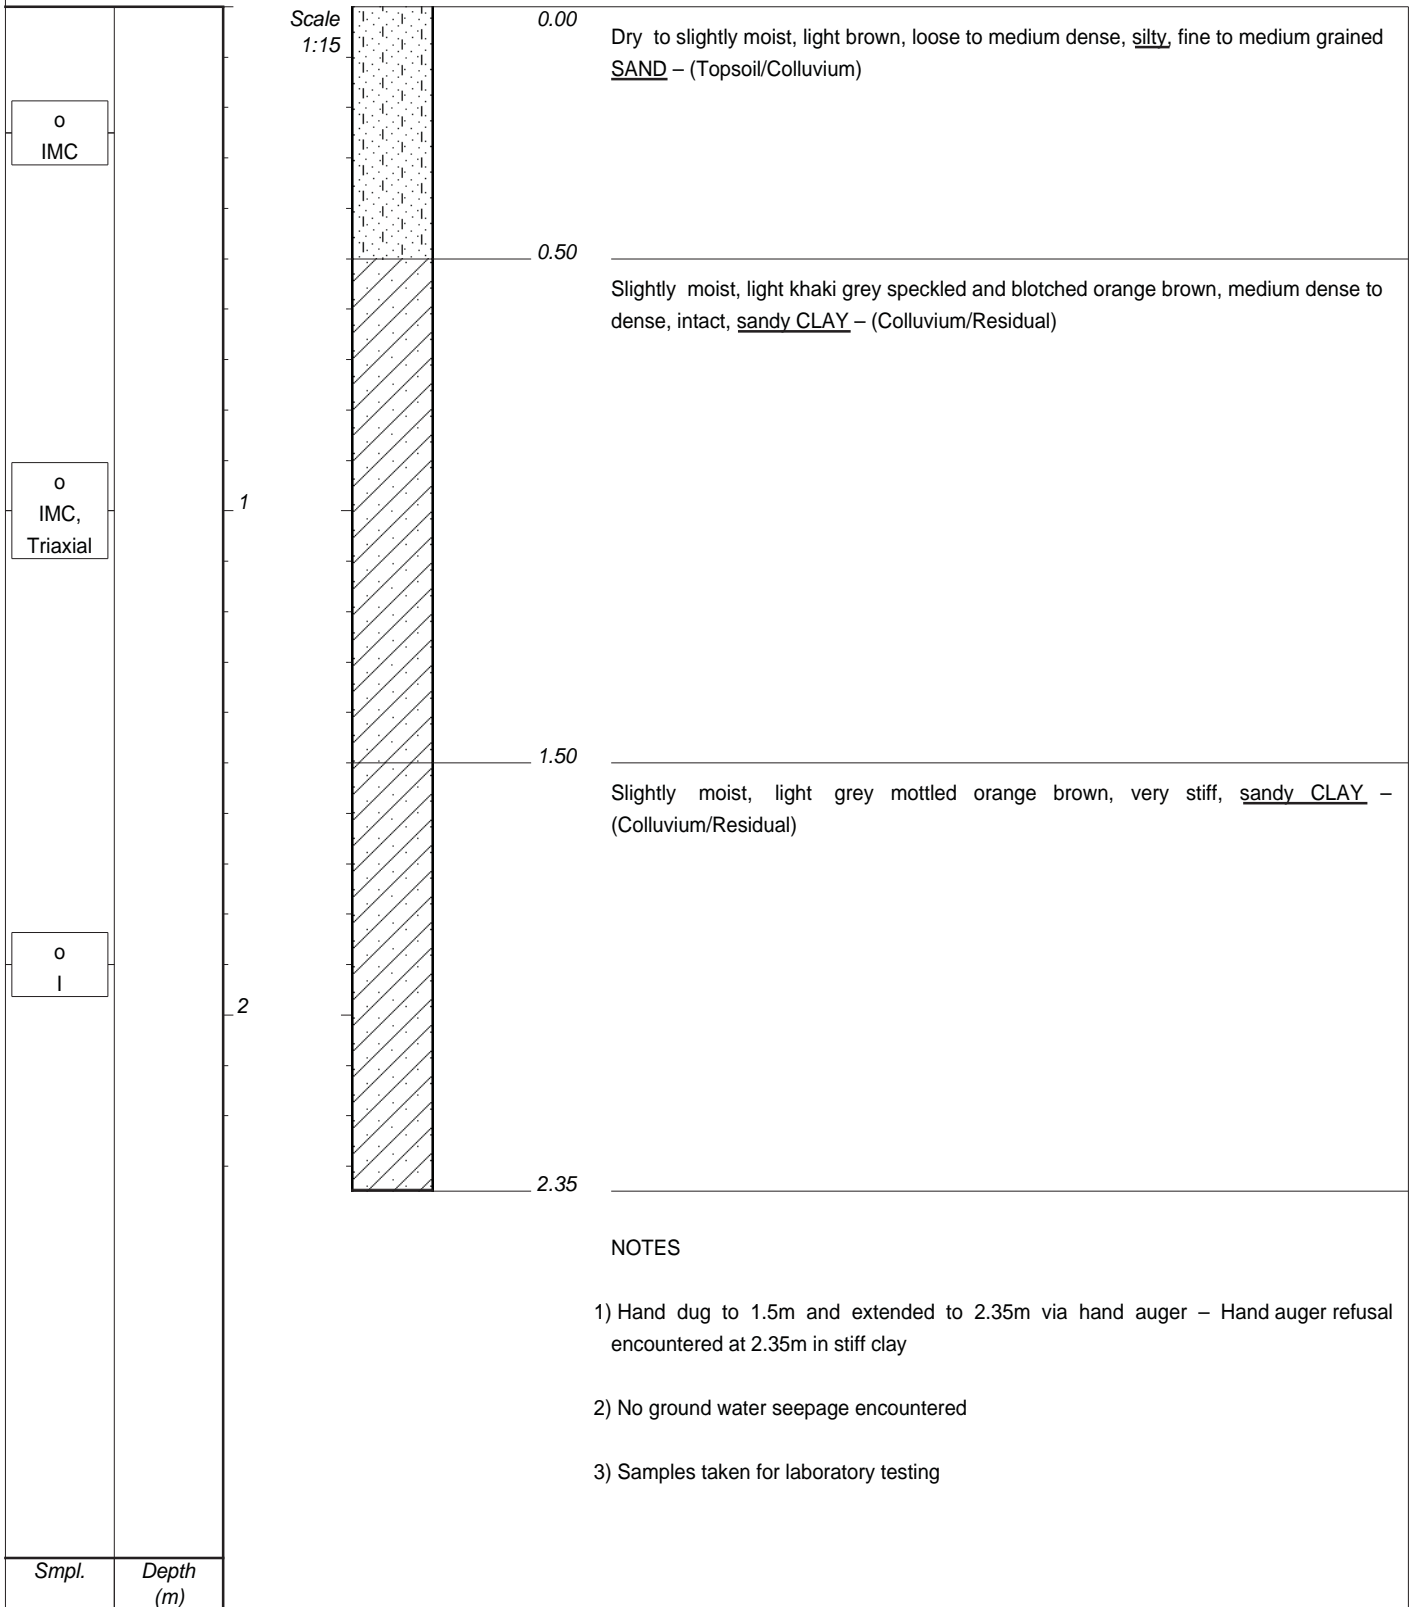 Scale
1:15
0.00
Dry to slightly moist, light brown, loose to medium dense, silty, fine to medium grained
SAND – (Topsoil/Colluvium)
o
IMC
0.50
Slightly moist, light khaki grey speckled and blotched orange brown, medium dense to
dense, intact, sandy CLAY – (Colluvium/Residual)
o
IMC,
Triaxial
1
1.50
Slightly moist, light grey mottled orange brown, very stiff, sandy CLAY –
(Colluvium/Residual)
o
I
2
2.35
NOTES
1) Hand dug to 1.5m and extended to 2.35m via hand auger – Hand auger refusal
encountered at 2.35m in stiff clay
2) No ground water seepage encountered
3) Samples taken for laboratory testing
Smpl.
Depth
(m)